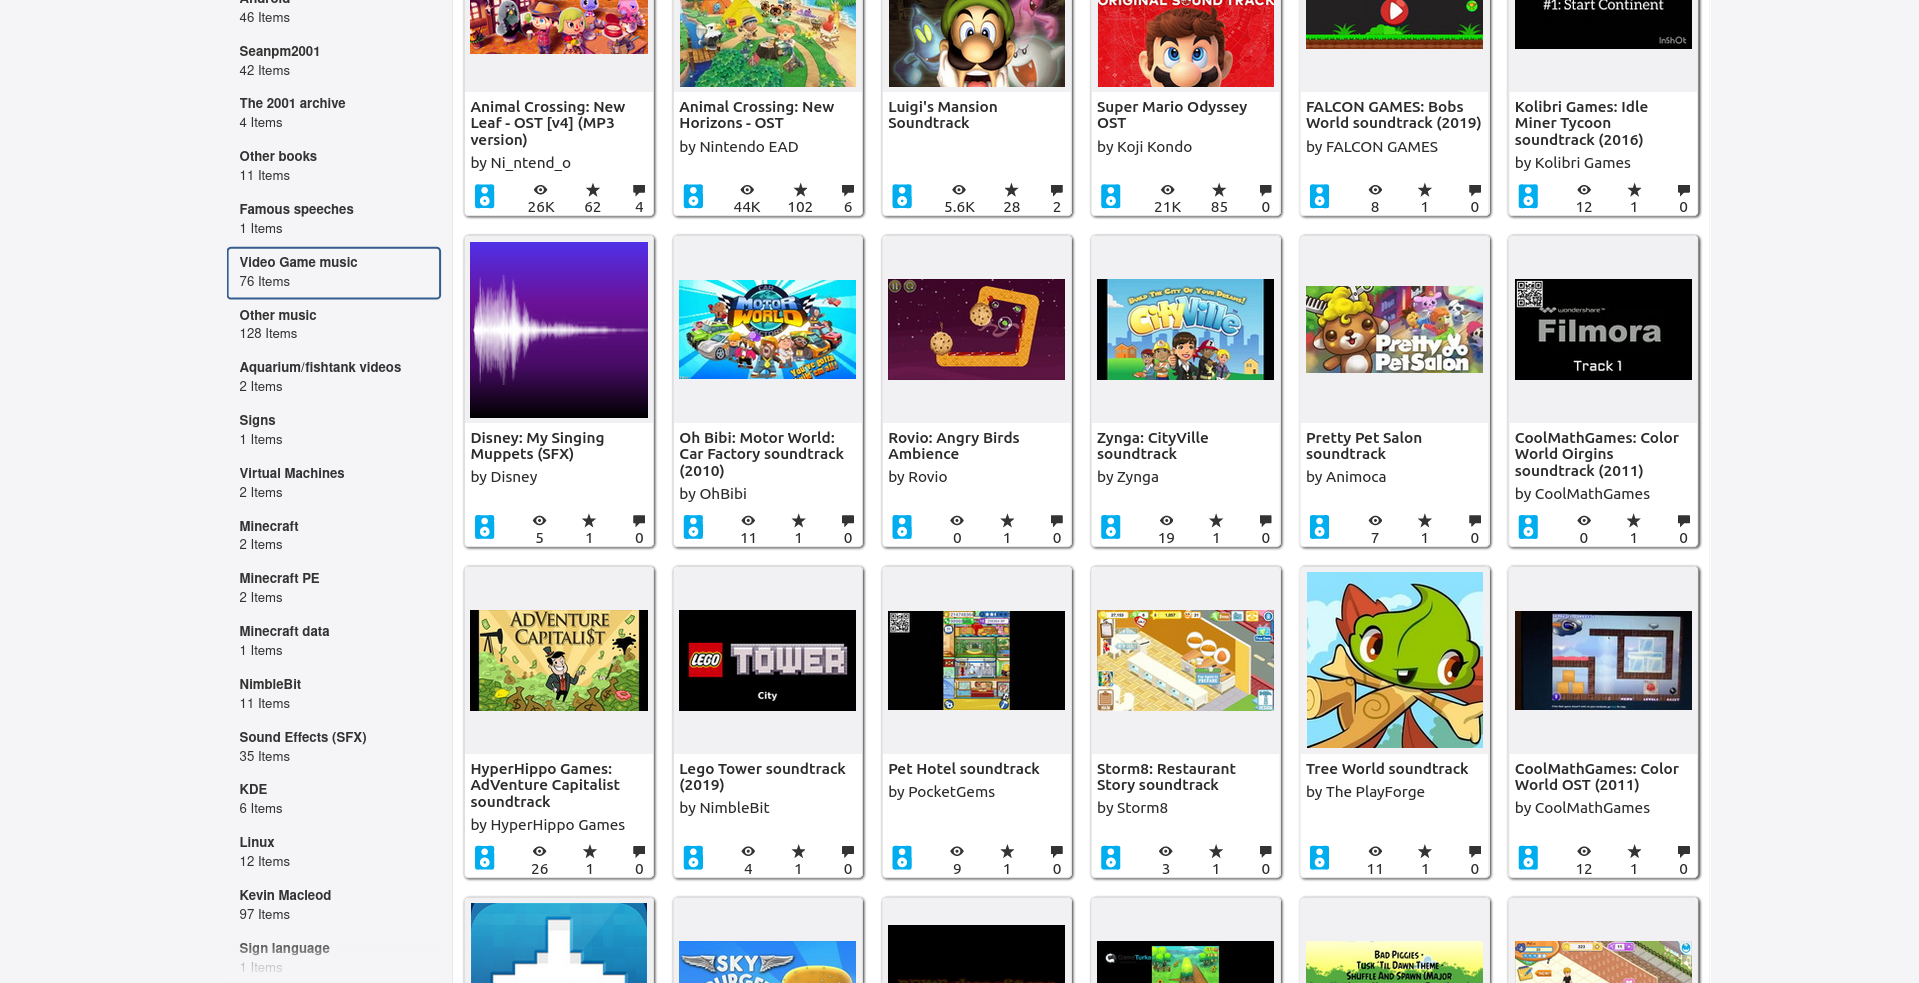 46 Items
Seanpm2001
42 Items
The 2001 archive
4 Items
Other books
11 Items
Famous speeches
1 Items
Video Game music
76 Items
Other music
128 Items
Aquarium/fishtank videos
2 Items
Signs
1 Items
Virtual Machines
2 Items
Minecraft
2 Items
Minecraft PE
2 Items
Minecraft data
1 Items
NimbleBit
11 Items
Sound Effects (SFX)
35 Items
KDE
6 Items
Linux
12 Items
Kevin Macleod
97 Items
Sign language
1 Items
Animal Crossing: New
Leaf - OST [v4] (MP3
version)
by Ni_ntend_o
26K 62 4
Animal Crossing: New
Horizons - OST
by Nintendo EAD
44K 102 6
Luigi's Mansion
Soundtrack
5.6K 28 2
ORIGINAL SOUND TRACK
Super Mario Odyssey
OST
by Koji Kondo
21K 85 0
FALCON GAMES: Bobs
World soundtrack (2019)
by FALCON GAMES
8 1 0
#1: Start Continent
InShOt
Kolibri Games: Idle
Miner Tycoon
soundtrack (2016)
by Kolibri Games
12 1 0
Disney: My Singing
Muppets (SFX)
by Disney
5 1 0
CAR
MOTOR
WORLD
You've gotta
build 'em all!
Oh Bibi: Motor World:
Car Factory soundtrack
(2010)
by OhBibi
11 1 0
Rovio: Angry Birds
Ambience
by Rovio
0 1 0
BUILD THE CITY OF YOUR DREAMS!
CityVille
Zynga: CityVille
soundtrack
by Zynga
19 1 0
Pretty
Pet Salon
Pretty Pet Salon
soundtrack
by Animoca
7 1 0
wondershare™
Filmora
Track 1
CoolMathGames: Color
World Oirgins
soundtrack (2011)
by CoolMathGames
0 1 0
ADVENTURE
CAPITALI$T
HyperHippo Games:
AdVenture Capitalist
soundtrack
by HyperHippo Games
26 1 0
LEGO TOWER
City
Lego Tower soundtrack
(2019)
by NimbleBit
4 1 0
Pet Hotel soundtrack
by PocketGems
9 1 0
Storm8: Restaurant
Story soundtrack
by Storm8
3 1 0
Tree World soundtrack
by The PlayForge
11 1 0
CoolMathGames: Color
World OST (2011)
by CoolMathGames
12 1 0
SKY
BURGER
GameTurks
BAD PIGGIES -
TUSK 'TIL DAWN THEME -
SHUFFLE AND SPAWN (MAJOR